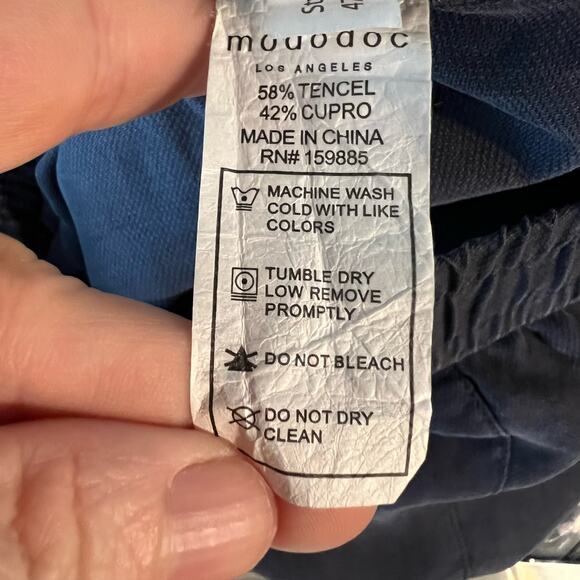 mododoc
LOS ANGELES
58% TENCEL
42% CUPRO
MADE IN CHINA
RN# 159885
MACHINE WASH
COLD WITH LIKE
COLORS
TUMBLE DRY
LOW REMOVE
PROMPTLY
DO NOT BLEACH
DO NOT DRY
CLEAN